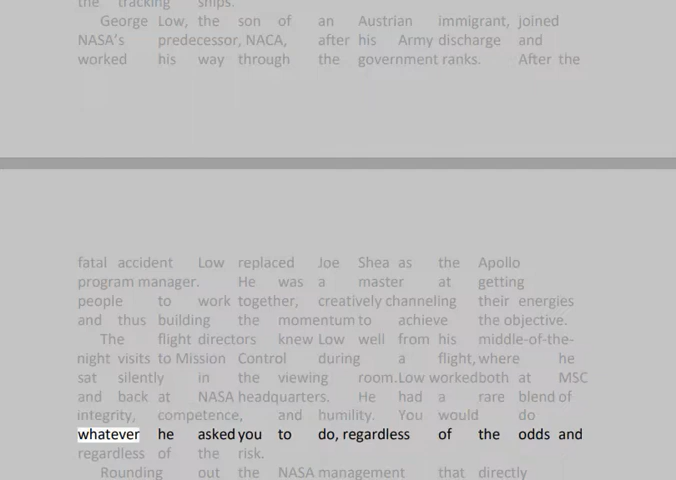 the tracking ships.
George Low, the son of an Austrian immigrant, joined
NASA's predecessor, NACA, after his Army discharge and
worked his way through the government ranks. After the
fatal accident Low replaced Joe Shea as the Apollo
program manager. He was a master at getting
people to work together, creatively channeling their energies
and thus building the momentum to achieve the objective.
The flight directors knew Low well from his middle-of-the-
night visits to Mission Control during a flight, where he
sat silently in the viewing room. Low worked both at MSC
and back at NASA headquarters. He had a rare blend of
integrity, competence, and humility. You would do
whatever he asked you to do, regardless of the odds and
regardless of the risk.
Rounding out the NASA management that directly